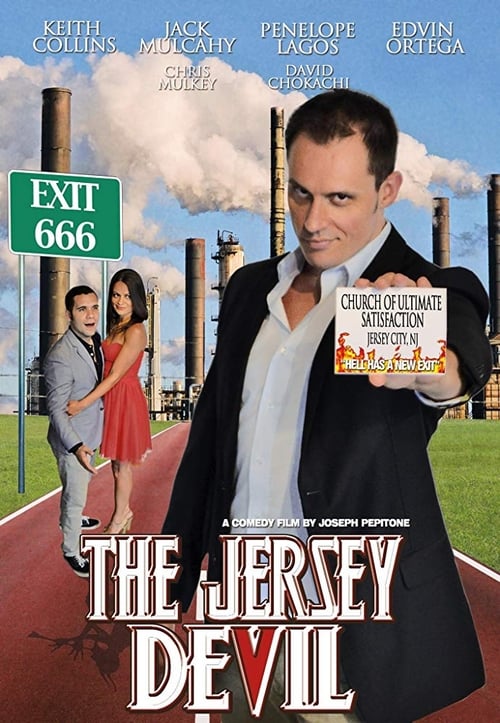 KEITH COLLINS
JACK MULCAHY
PENELOPE LAGOS
EDVIN ORTEGA
CHRIS MULKEY
DAVID CHOKACHI
EXIT
666
CHURCH OF ULTIMATE
SATISFACTION
JERSEY CITY, NJ
"HELL HAS A NEW EXIT"
A COMEDY FILM BY JOSEPH PEPITONE
THE JERSEY
DEVIL